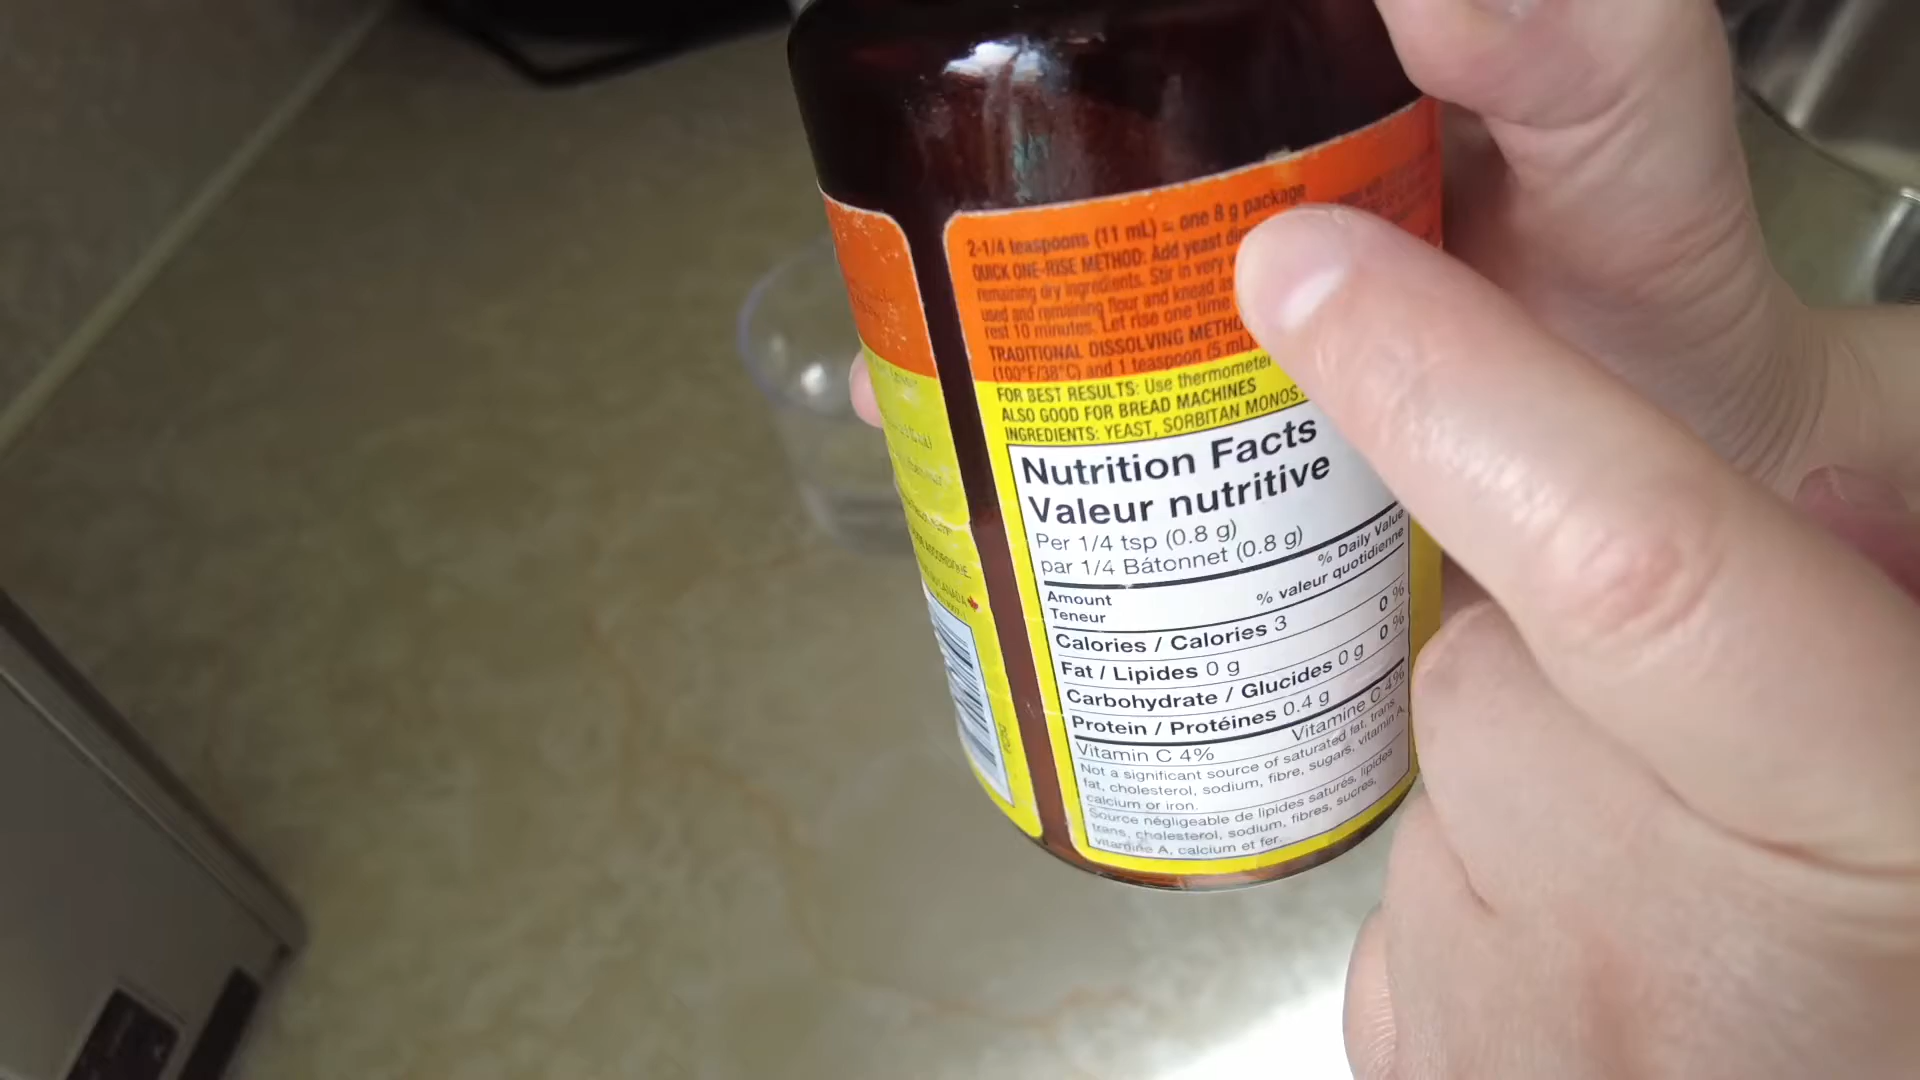 2-1/4 teaspoons (11 mL) = one 8 g package
QUICK ONE-RISE METHOD: Add yeast
remaining dry ingredients. Stir in very
used and remaining flour and knead as
rest 10 minutes. Let rise one time
TRADITIONAL DISSOLVING
(100°F/38°C) and 1 teaspoon (5 mL)
FOR BEST RESULTS: Use thermometer
ALSO GOOD FOR BREAD MACHINES
INGREDIENTS: YEAST, SORBITAN
Nutrition Facts
Valeur nutritive
Per 1/4 tsp (0.8 g)
par 1/4 Bátonnet (0.8 g)
Amount % Daily Value
Teneur % valeur quotidienne
Calories / Calories 3
Fat / Lipides 0 g 0 %
Carbohydrate / Glucides 0 g 0 %
Protein / Protéines 0.4 g
Vitamin C 4% Vitamine C 4%
Not a significant source of saturated fat, trans
fat, cholesterol, sodium, fibre, sugars, vitamin A,
calcium or iron.
Source négligeable de lipides saturés, lipides
trans, cholesterol, sodium, fibres, sucres,
vitamine A, calcium et fer.